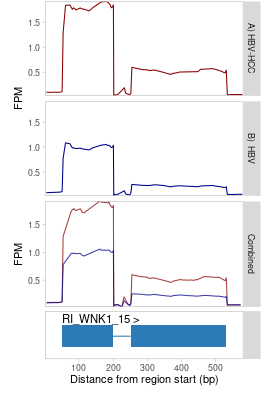 1.5
1.0
0.5
A) HBV-HCC
FPM
1.5
1.0
0.5
B) HBV
1.5
1.0
0.5
Combined
FPM
RI_WNK1_15 >
100 200 300 400 500
Distance from region start (bp)